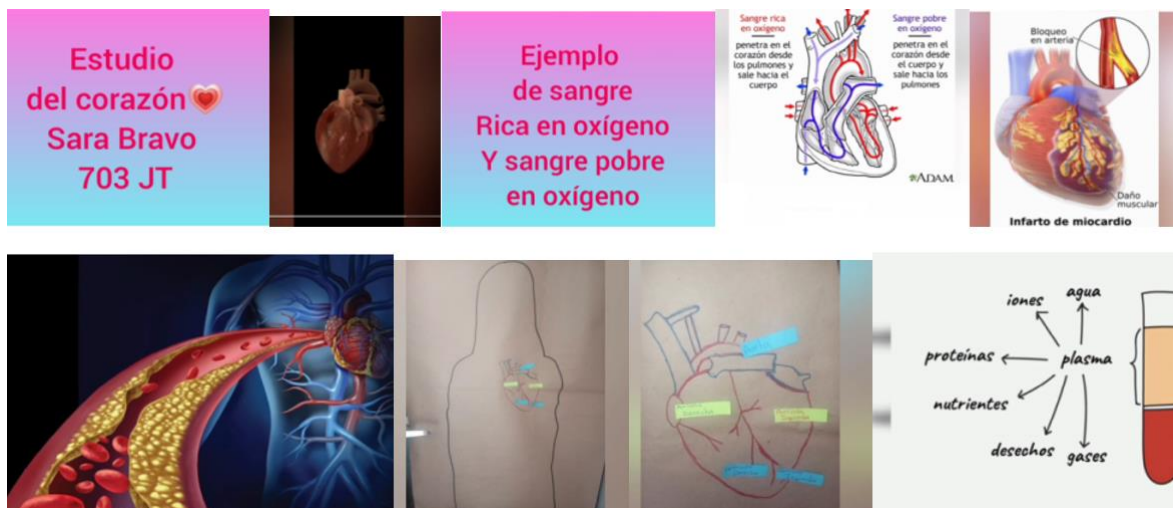 Estudio
del corazón💗
Sara Bravo
703 JT
Ejemplo
de sangre
Rica en oxígeno
Y sangre pobre
en oxígeno
Sangre rica
en oxígeno
penetra en el
corazón desde
los pulmones y
sale hacia el
cuerpo
Sangre pobre
en oxígeno
penetra en el
corazón desde
el cuerpo y
sale hacia los
pulmones
ADAM
Bloqueo
en arteria
Daño
muscular
Infarto de miocardio
iones
agua
proteínas
plasma
nutrientes
desechos
gases